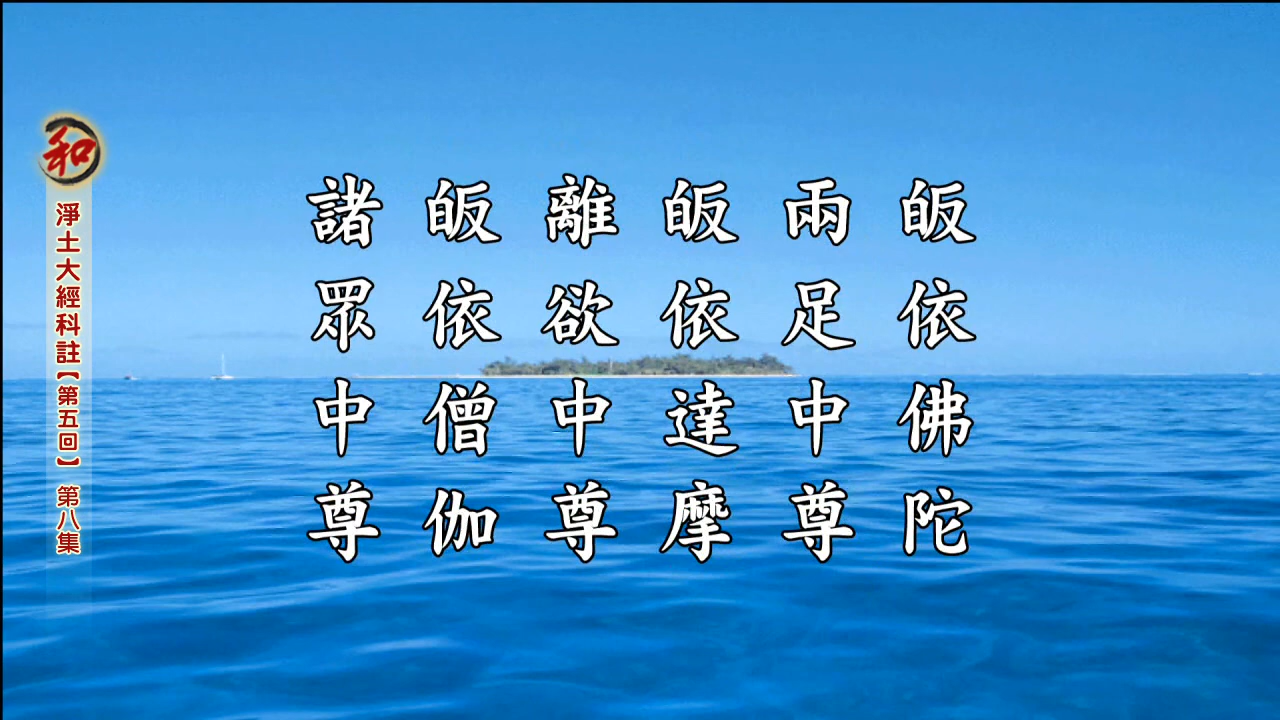 皈依佛陀
兩足中尊
皈依達摩
離欲中尊
皈依僧伽
諸眾中尊
和
淨土大經科註【第五回】 第八集